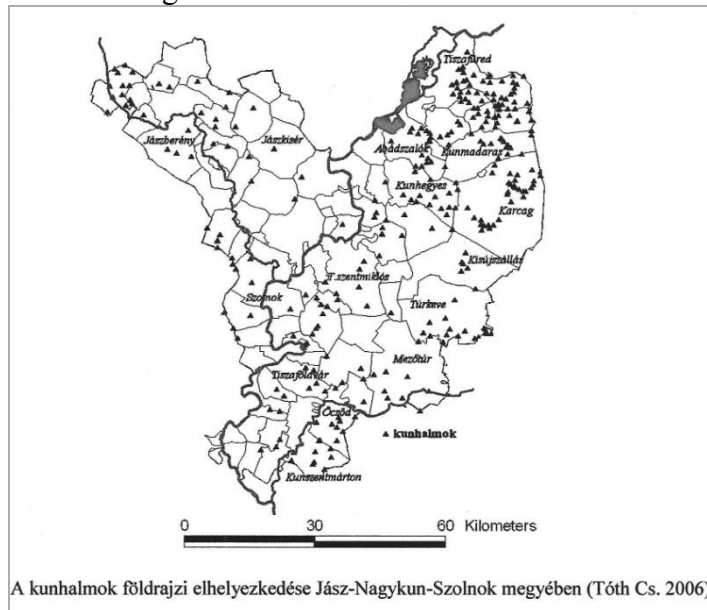 Tiszafüred
Jászberény
Jászkisér
Abádszalók
Kunmadaras
Kunhegyes
Karcag
Kisújszállás
T.szentmiklós
Szolnok
Túrkeve
Mezőtúr
Tiszaföldvár
Öcsöd
kunhalmok
Kunszentmárton
0 30 60 Kilometers
A kunhalmok földrajzi elhelyezkedése Jász-Nagykun-Szolnok megyében (Tóth Cs. 2006)